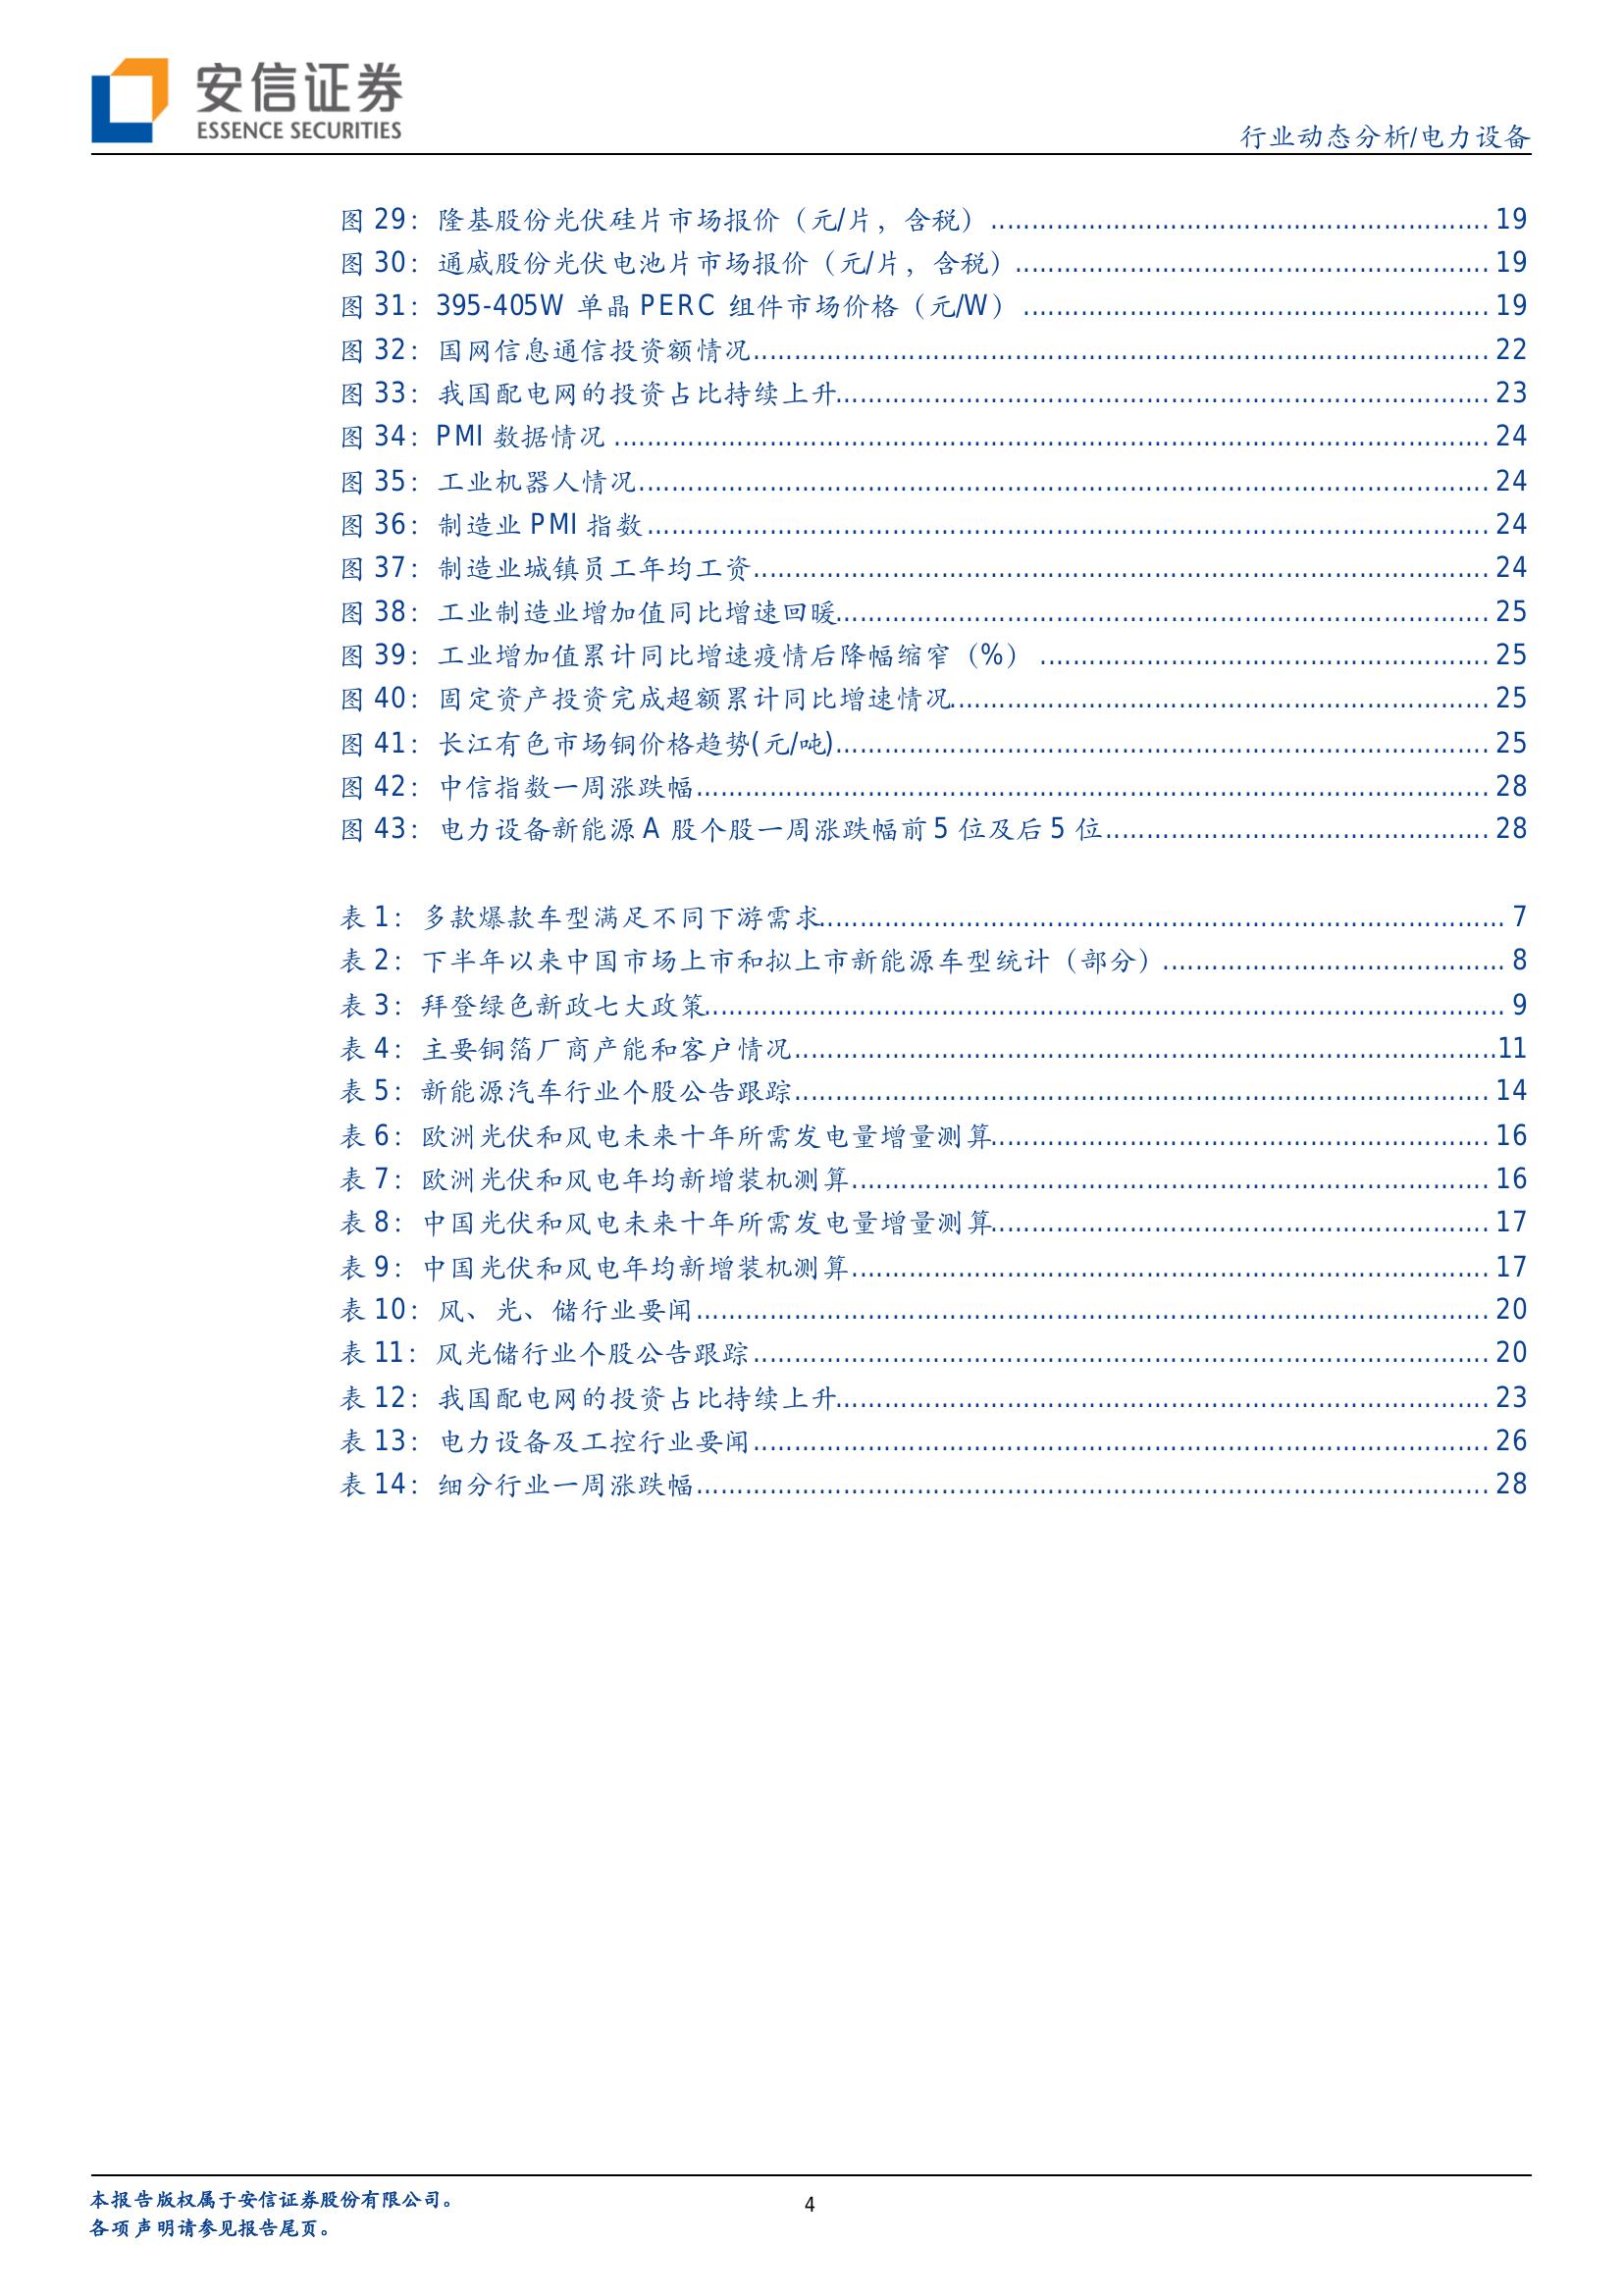 安信证券
ESSENCE SECURITIES
行业动态分析/电力设备
图 29：隆基股份光伏硅片市场报价（元/片，含税）.......... 19
图 30：通威股份光伏电池片市场报价（元/片，含税）.......... 19
图 31：395-405W 单晶 PERC 组件市场价格（元/W）.......... 19
图 32：国网信息通信投资额情况.......... 22
图 33：我国配电网的投资占比持续上升.......... 23
图 34：PMI 数据情况.......... 24
图 35：工业机器人情况.......... 24
图 36：制造业 PMI 指数.......... 24
图 37：制造业城镇员工年均工资.......... 24
图 38：工业制造业增加值同比增速回暖.......... 25
图 39：工业增加值累计同比增速疫情后降幅缩窄（%）.......... 25
图 40：固定资产投资完成超额累计同比增速情况.......... 25
图 41：长江有色市场铜价格趋势(元/吨).......... 25
图 42：中信指数一周涨跌幅.......... 28
图 43：电力设备新能源 A 股个股一周涨跌幅前 5 位及后 5 位.......... 28
表 1：多款爆款车型满足不同下游需求.......... 7
表 2：下半年以来中国市场上市和拟上市新能源车型统计（部分）.......... 8
表 3：拜登绿色新政七大政策.......... 9
表 4：主要铜箔厂商产能和客户情况.......... 11
表 5：新能源汽车行业个股公告跟踪.......... 14
表 6：欧洲光伏和风电未来十年所需发电量增量测算.......... 16
表 7：欧洲光伏和风电年均新增装机测算.......... 16
表 8：中国光伏和风电未来十年所需发电量增量测算.......... 17
表 9：中国光伏和风电年均新增装机测算.......... 17
表 10：风、光、储行业要闻.......... 20
表 11：风光储行业个股公告跟踪.......... 20
表 12：我国配电网的投资占比持续上升.......... 23
表 13：电力设备及工控行业要闻.......... 26
表 14：细分行业一周涨跌幅.......... 28
本报告版权属于安信证券股份有限公司。
各项声明请参见报告尾页。
4